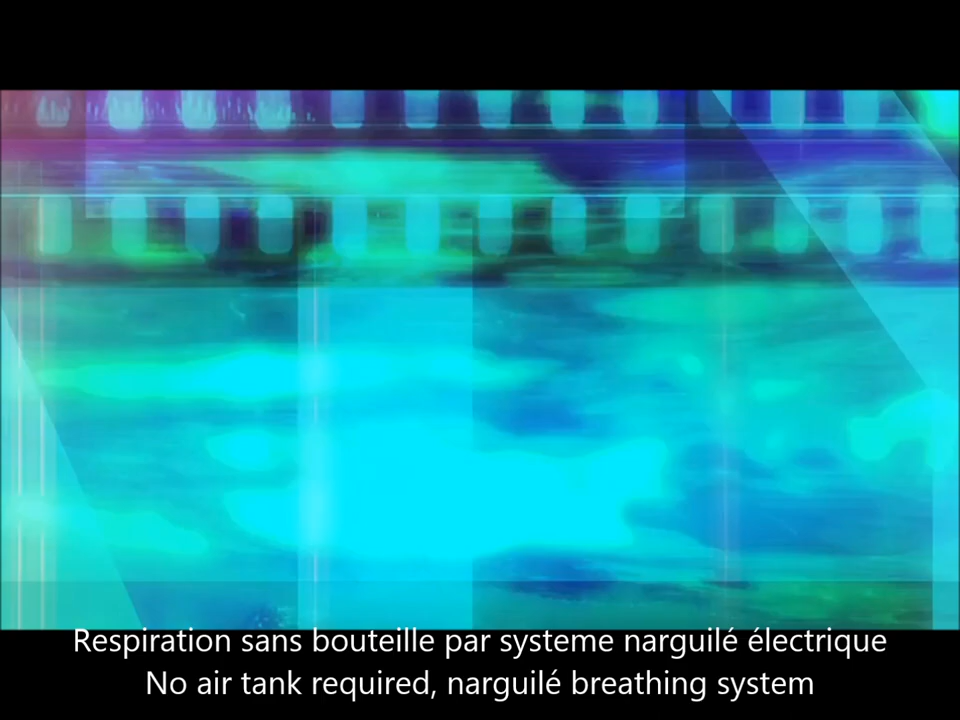 Respiration sans bouteille par systeme narguilé électrique
No air tank required, narguilé breathing system